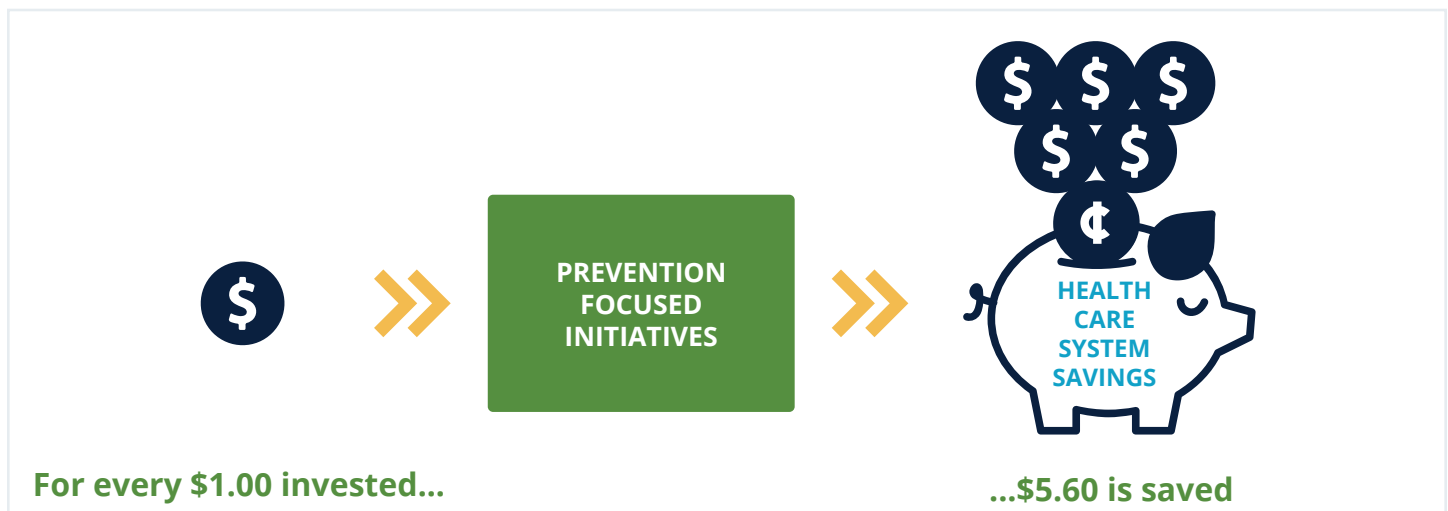 $ $ $
$ $
¢
$
PREVENTION
FOCUSED
INITIATIVES
HEALTH
CARE
SYSTEM
SAVINGS
For every $1.00 invested...
...$5.60 is saved